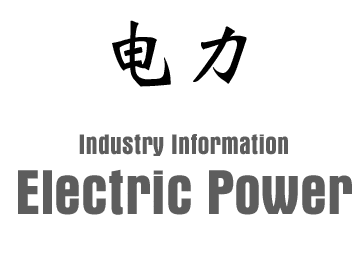 电力
Industry Information
Electric Power